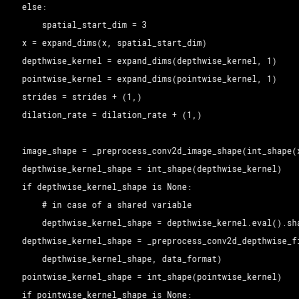 else:
spatial_start_dim = 3
x = expand_dims(x, spatial_start_dim)
depthwise_kernel = expand_dims(depthwise_kernel, 1)
pointwise_kernel = expand_dims(pointwise_kernel, 1)
strides = strides + (1,)
dilation_rate = dilation_rate + (1,)
image_shape = _preprocess_conv2d_image_shape(int_shape(
depthwise_kernel_shape = int_shape(depthwise_kernel)
if depthwise_kernel_shape is None:
# in case of a shared variable
depthwise_kernel_shape = depthwise_kernel.eval().sha
depthwise_kernel_shape = _preprocess_conv2d_depthwise_fi
depthwise_kernel_shape, data_format)
pointwise_kernel_shape = int_shape(pointwise_kernel)
if pointwise_kernel_shape is None: